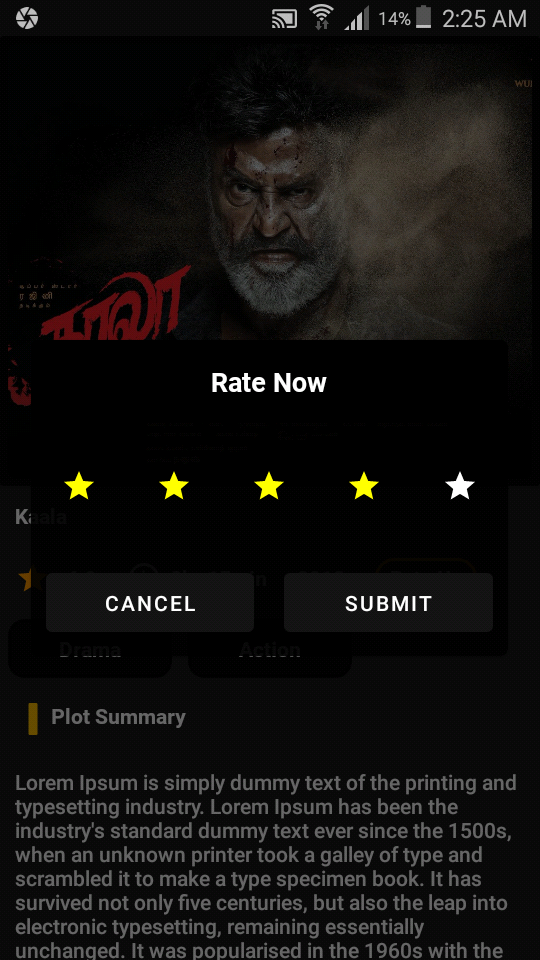 14% 2:25 AM
WUI
சூப்பர் ஸ்டார்
ர ஜி னி
நடிக்கும்
காலா
Rate Now
Kaala
CANCEL SUBMIT
Drama Action
Plot Summary
Lorem Ipsum is simply dummy text of the printing and
typesetting industry. Lorem Ipsum has been the
industry's standard dummy text ever since the 1500s,
when an unknown printer took a galley of type and
scrambled it to make a type specimen book. It has
survived not only five centuries, but also the leap into
electronic typesetting, remaining essentially
unchanged. It was popularised in the 1960s with the